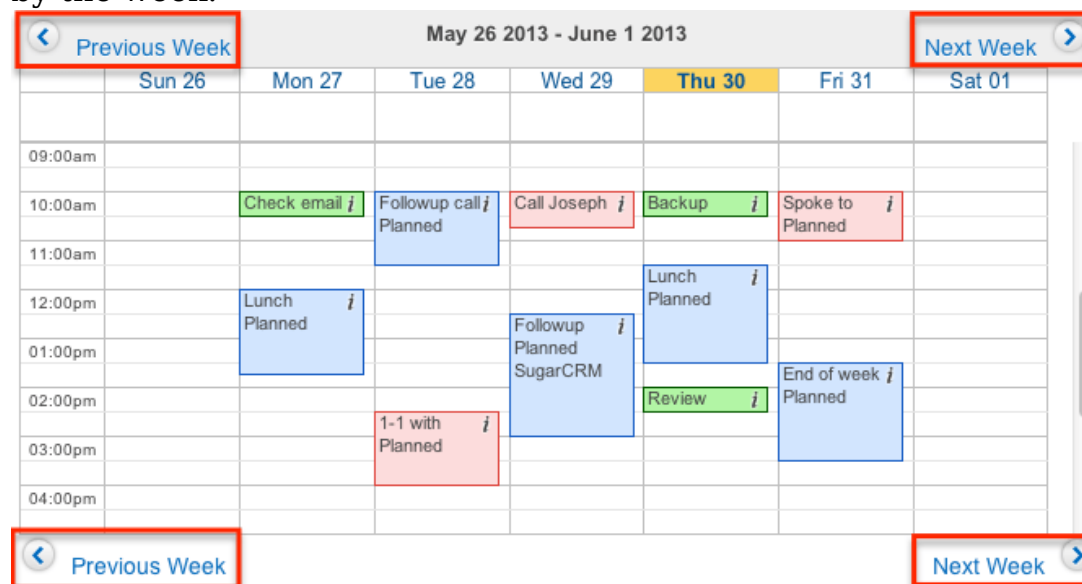 by the week.
Previous Week
May 26 2013 - June 1 2013
Next Week
Sun 26 Mon 27 Tue 28 Wed 29 Thu 30 Fri 31 Sat 01
09:00am
10:00am
Check email i
Followup call i
Planned
Call Joseph i
Backup i
Spoke to i
Planned
11:00am
Lunch i
Planned
12:00pm
Lunch i
Planned
Followup i
Planned
SugarCRM
01:00pm
End of week i
Planned
02:00pm
Review i
1-1 with i
Planned
03:00pm
04:00pm
Previous Week
Next Week